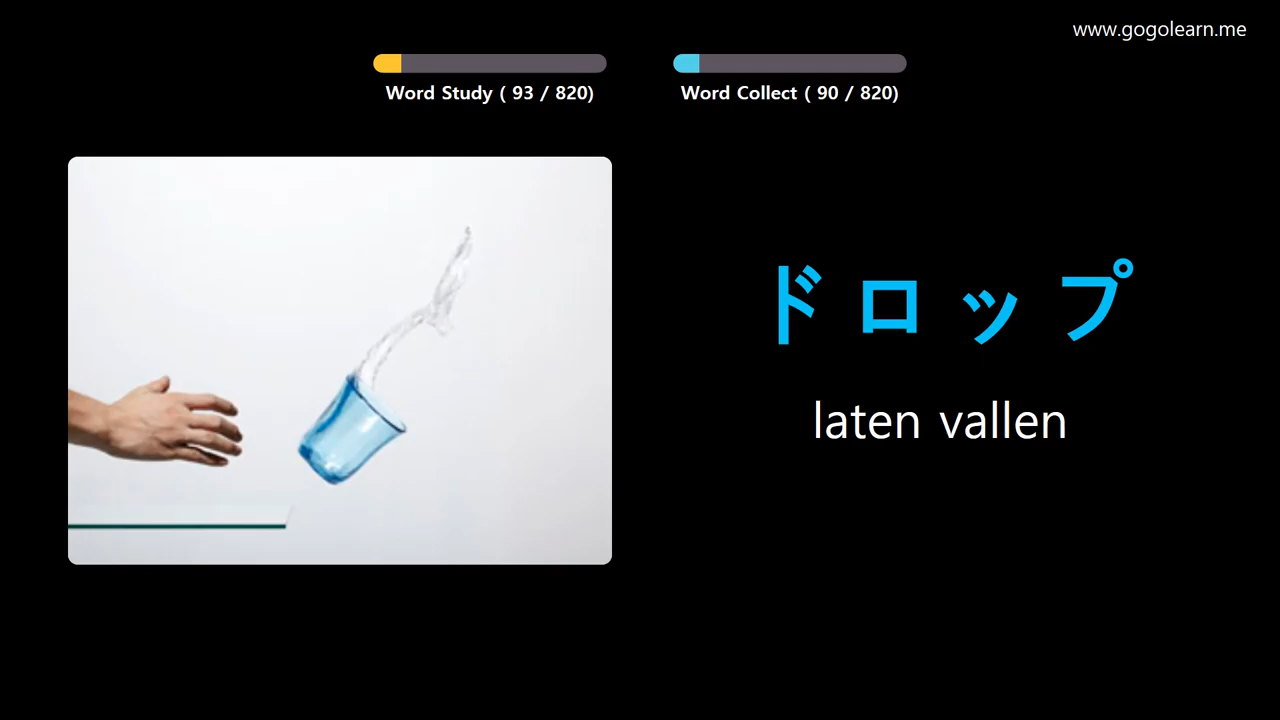 www.gogolearn.me
Word Study ( 93 / 820)
Word Collect ( 90 / 820)
ドロップ
laten vallen